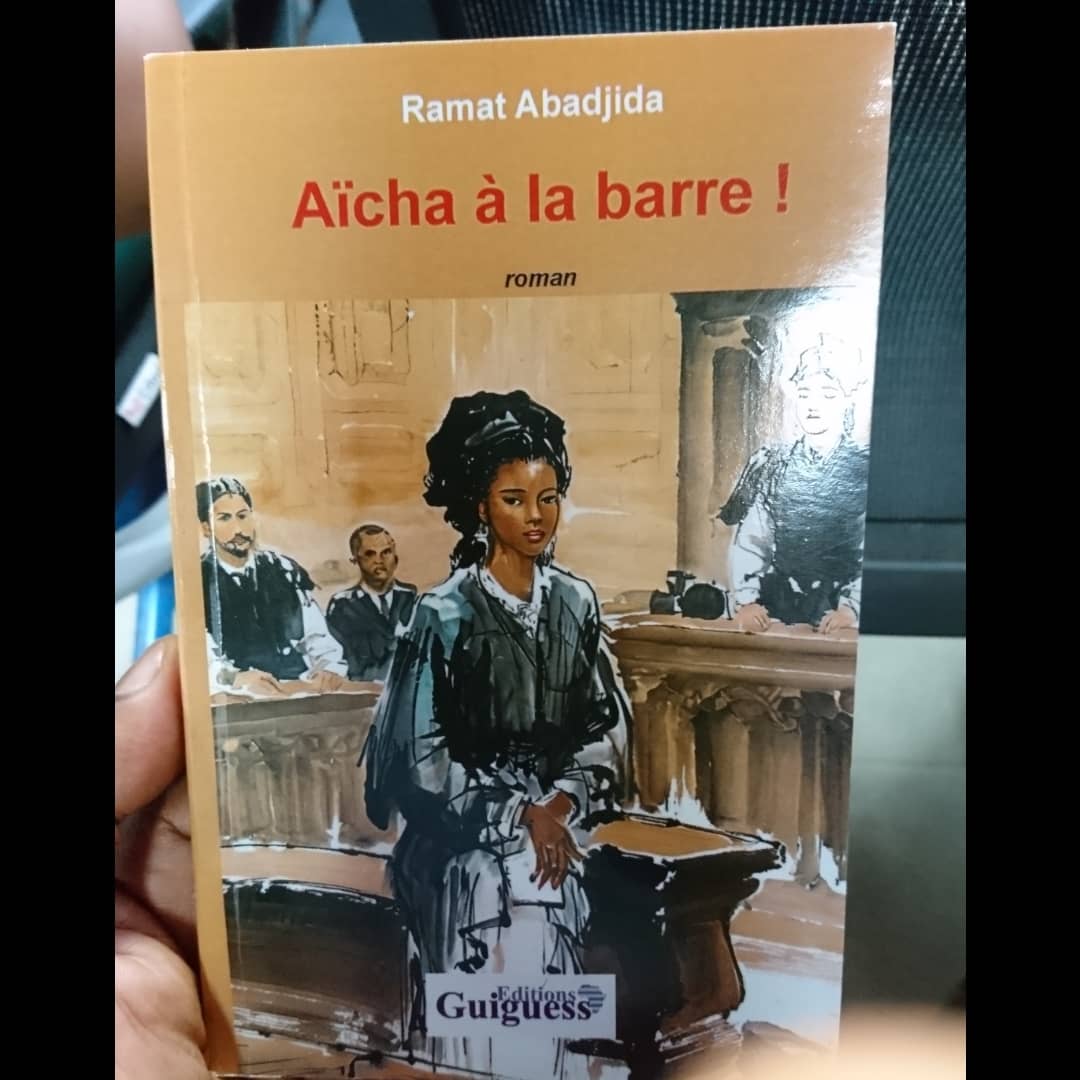 Ramat Abadjida
Aïcha à la barre !
roman
Editions
Guiguess